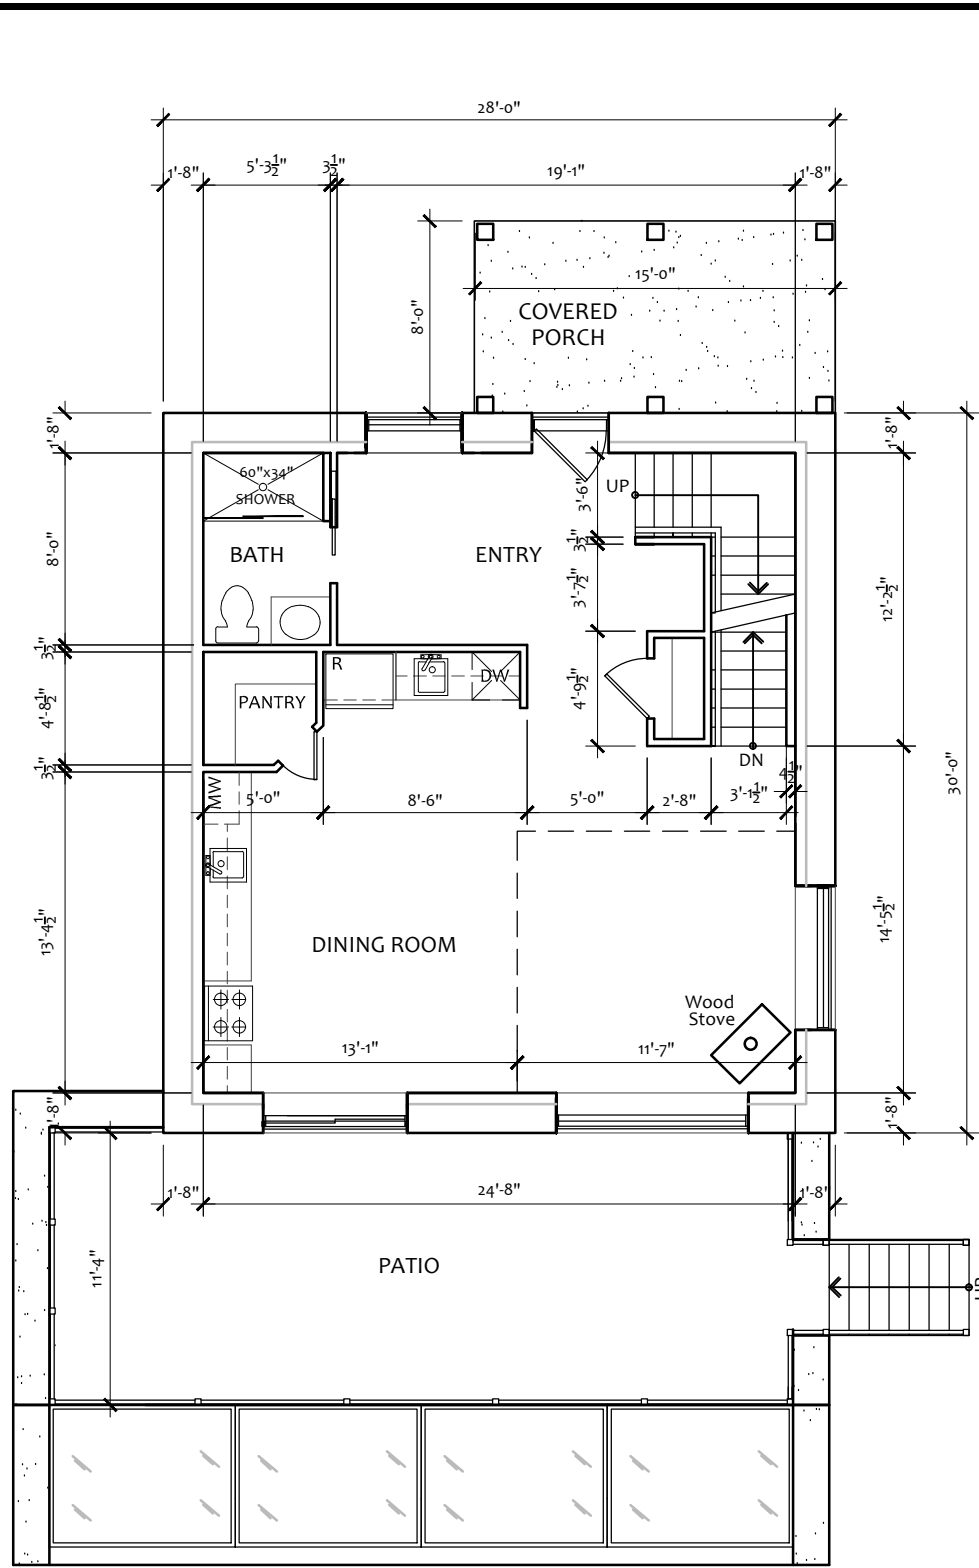 28'-0"
1'-8"
5'-3½"
3½"
19'-1"
1'-8"
15'-0"
8'-0"
COVERED
PORCH
1'-8"
1'-8"
60"x34"
SHOWER
UP
3'-6"
BATH
ENTRY
8'-0"
3½"
3'-7½"
12'-2½"
3½"
R
DW
4'-8½"
PANTRY
4'-9½"
DN
3½"
MW
4½"
30'-0"
5'-0"
8'-6"
5'-0"
2'-8"
3'-1½"
13'-4½"
14'-5½"
DINING ROOM
Wood
Stove
13'-1"
11'-7"
1'-8"
1'-8"
1'-8"
24'-8"
1'-8"
11'-4"
PATIO
UP